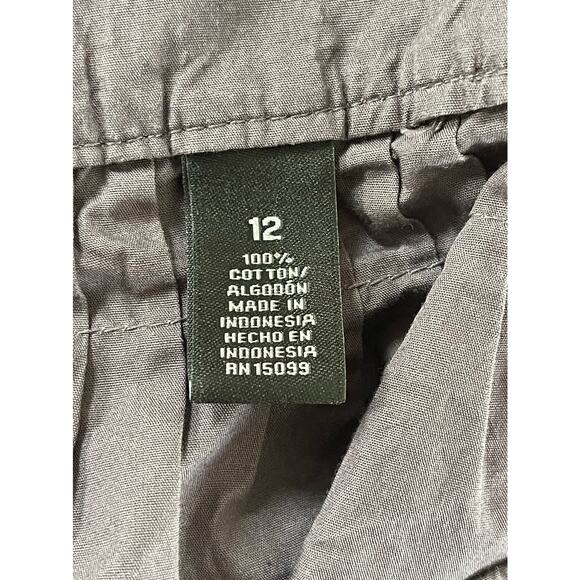 12
100%
COTTON/
ALGODÓN
MADE IN
INDONESIA
HECHO EN
INDONESIA
RN 15099